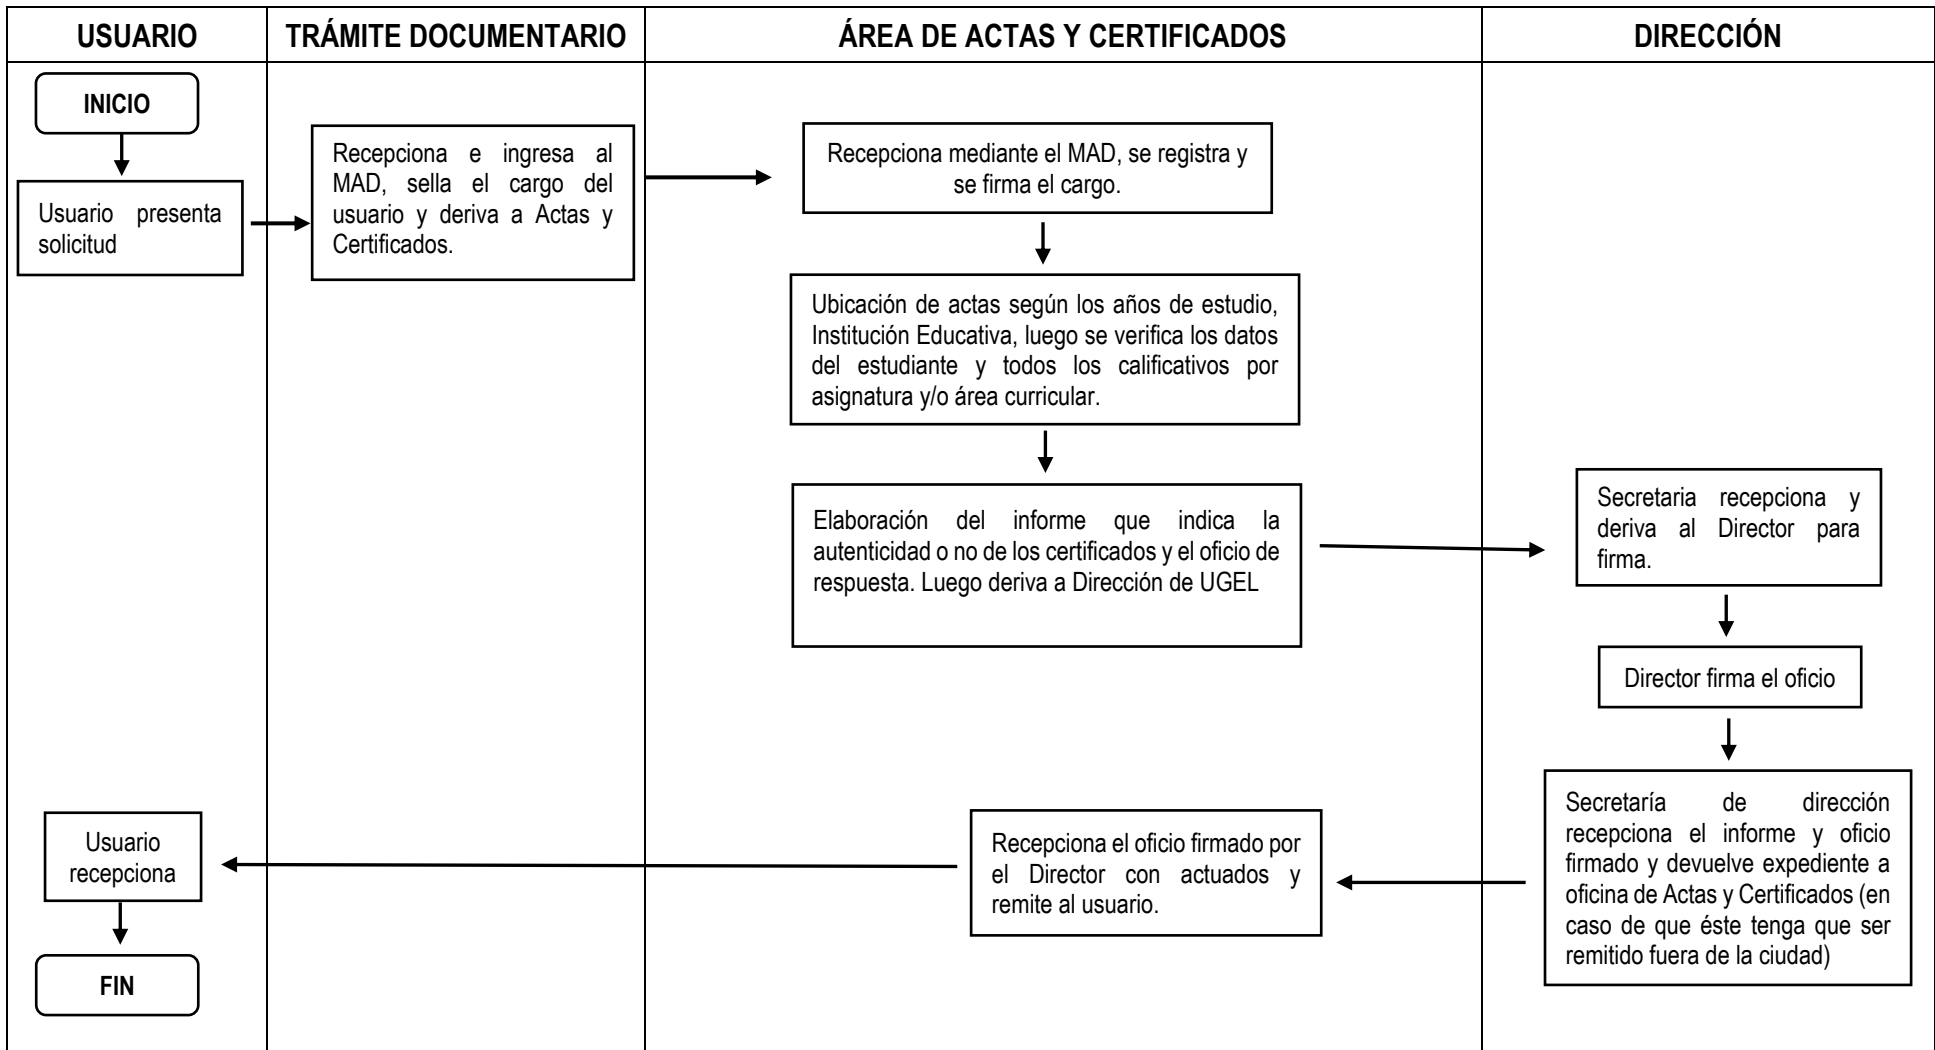 USUARIO
TRÁMITE DOCUMENTARIO
ÁREA DE ACTAS Y CERTIFICADOS
DIRECCIÓN
INICIO
Usuario presenta
solicitud
Recepciona e ingresa al
MAD, sella el cargo del
usuario y deriva a Actas y
Certificados.
Recepciona mediante el MAD, se registra y
se firma el cargo.
Ubicación de actas según los años de estudio,
Institución Educativa, luego se verifica los datos
del estudiante y todos los calificativos por
asignatura y/o área curricular.
Elaboración del informe que indica la
autenticidad o no de los certificados y el oficio de
respuesta. Luego deriva a Dirección de UGEL
Secretaria recepciona y
deriva al Director para
firma.
Director firma el oficio
Secretaría de dirección
recepciona el informe y oficio
firmado y devuelve expediente a
oficina de Actas y Certificados (en
caso de que éste tenga que ser
remitido fuera de la ciudad)
Recepciona el oficio firmado por
el Director con actuados y
remite al usuario.
Usuario
recepciona
FIN